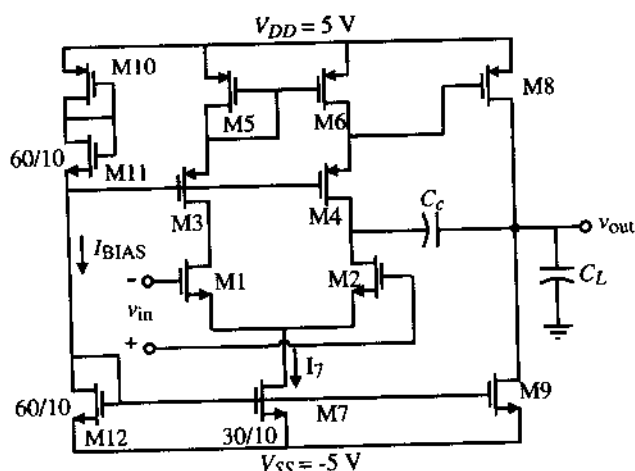 V_DD = 5 V
M10
M5
M6
M8
60/10
M11
M3
M4
C_c
v_out
I_BIAS
-
M1
M2
C_L
v_in
+
I_7
60/10
M12
30/10
M7
M9
V_SS = -5 V